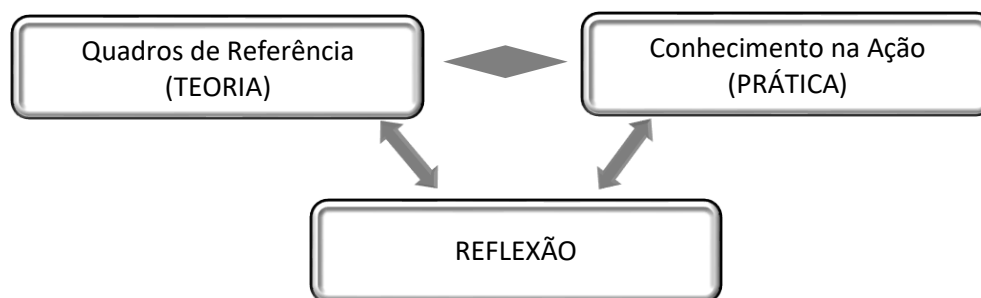 Quadros de Referência
(TEORIA)
Conhecimento na Ação
(PRÁTICA)
REFLEXÃO